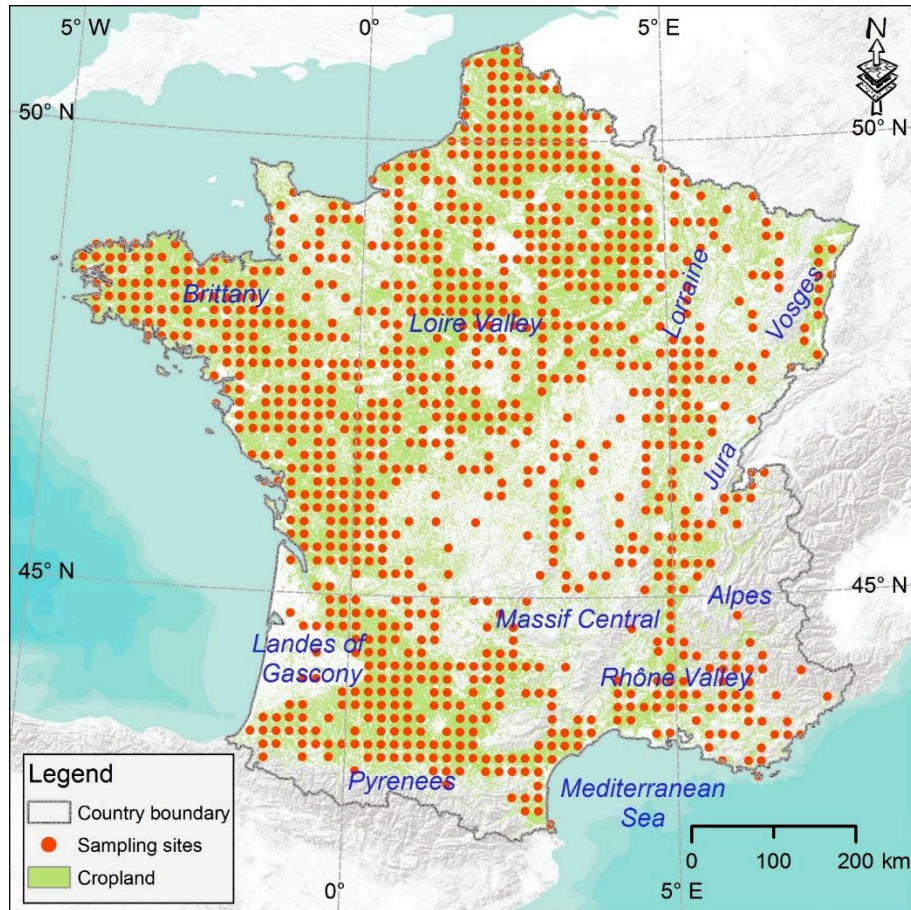 5° W
0°
5° E
N
50° N
50° N
Brittany
Loire Valley
Lorraine
Vosges
Jura
45° N
45° N
Alpes
Massif Central
Landes of
Gascony
Rhône Valley
Pyrenees
Mediterranean
Sea
Legend
Country boundary
Sampling sites
Cropland
0 100 200 km
0°
5° E